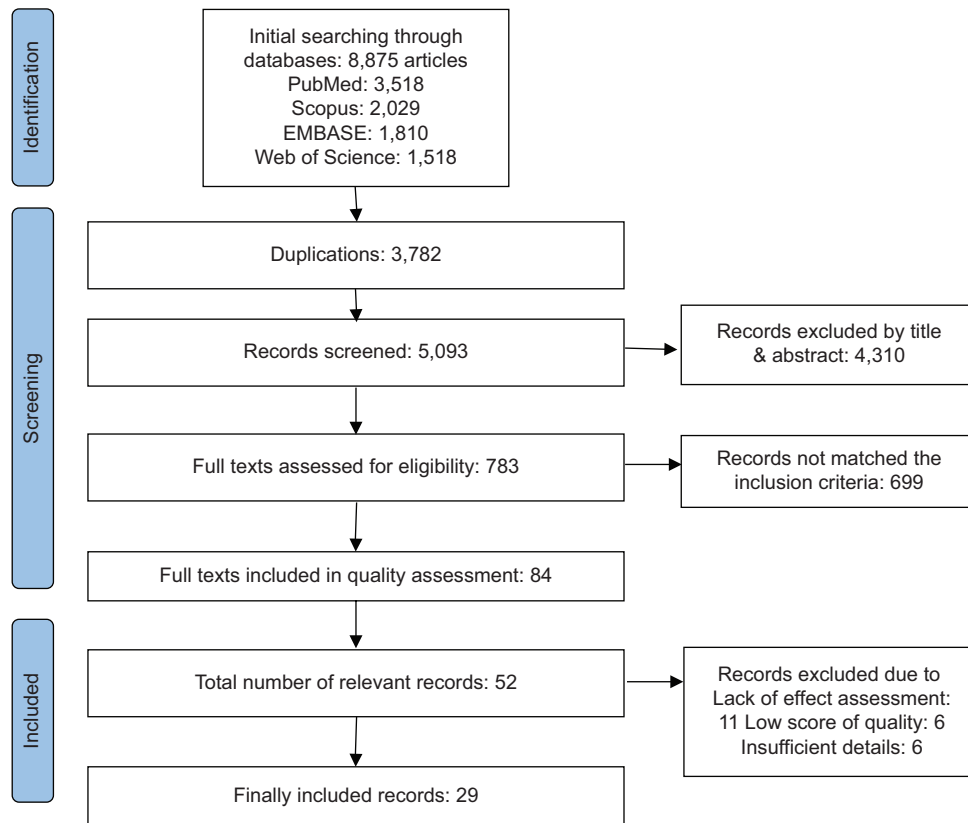 Identification
Initial searching through
databases: 8,875 articles
PubMed: 3,518
Scopus: 2,029
EMBASE: 1,810
Web of Science: 1,518
Screening
Duplications: 3,782
Records screened: 5,093
Records excluded by title
& abstract: 4,310
Full texts assessed for eligibility: 783
Records not matched the
inclusion criteria: 699
Full texts included in quality assessment: 84
Included
Total number of relevant records: 52
Records excluded due to
Lack of effect assessment:
11 Low score of quality: 6
Insufficient details: 6
Finally included records: 29